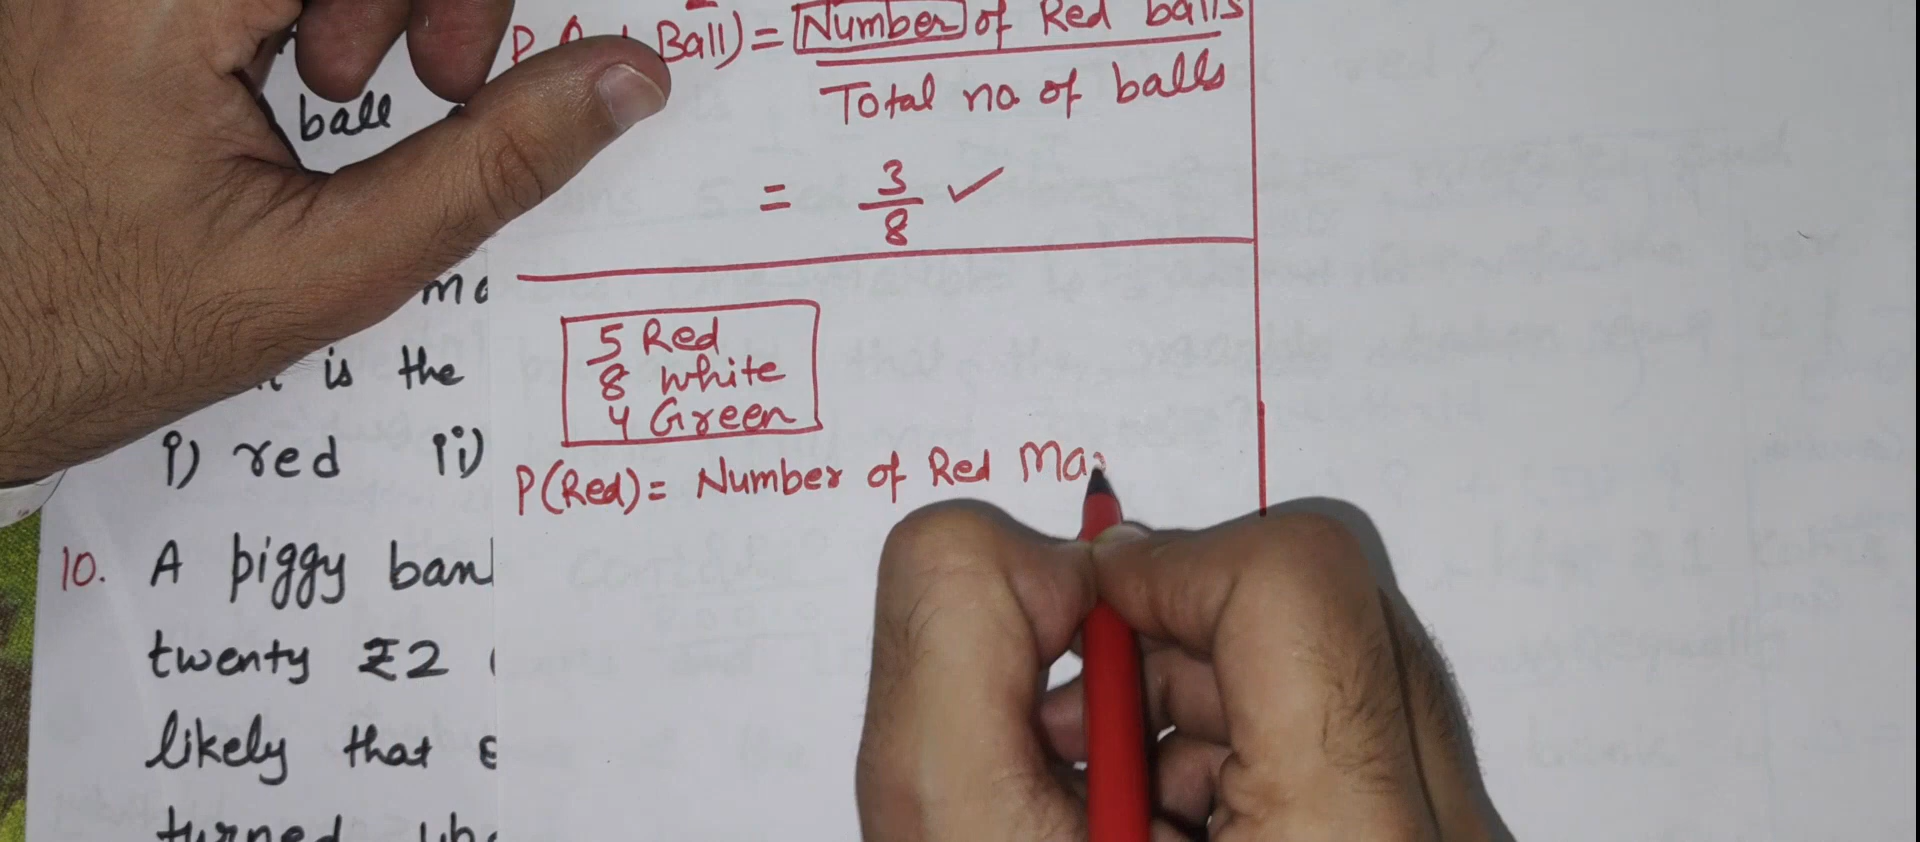 P( Ball) = Number of Red balls
Total no. of balls
ball
= 3/8 ✓
is the
5 Red
8 White
4 Green
i) red ii)
P(Red) = Number of Red Ma
10. A piggy ban
twenty ₹2
likely that
turned